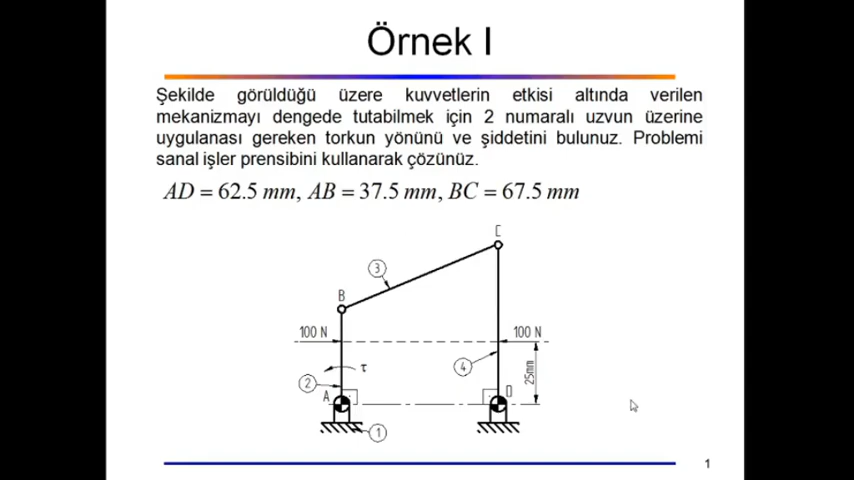 Örnek I
Şekilde görüldüğü üzere kuvvetlerin etkisi altında verilen
mekanizmayı dengede tutabilmek için 2 numaralı uzvun üzerine
uygulanası gereken torkun yönünü ve şiddetini bulunuz. Problemi
sanal işler prensibini kullanarak çözünüz.
AD = 62.5 mm, AB = 37.5 mm, BC = 67.5 mm
C
3
B
100 N
100 N
τ
4
25mm
2
A
D
1
1